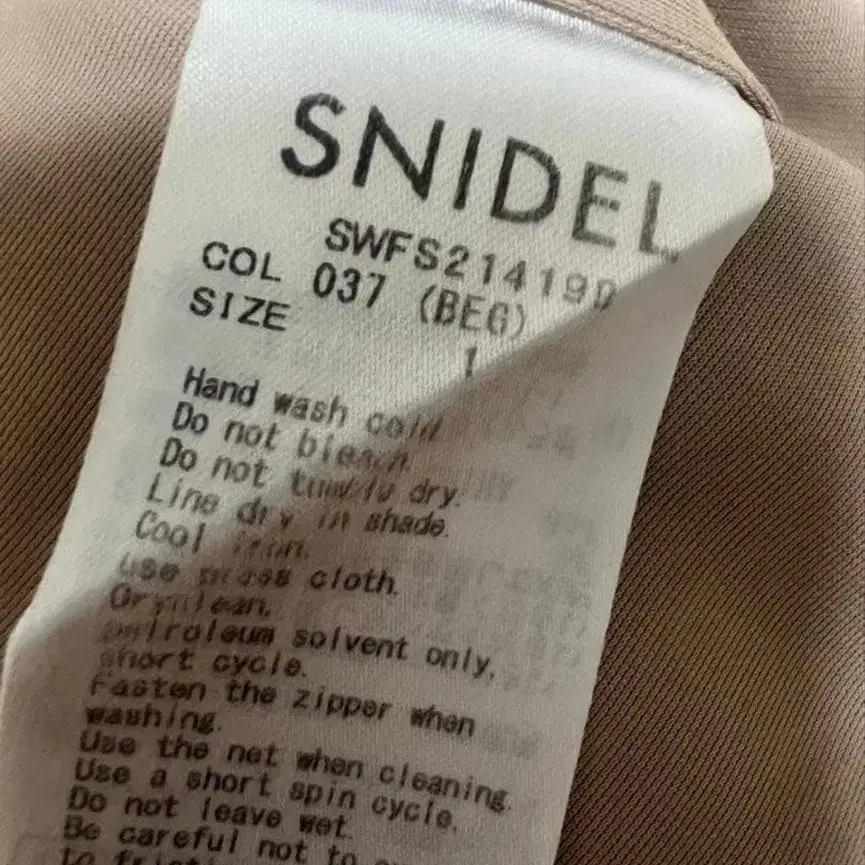 SNIDEL
SWFS214199
COL 037 (BEG)
SIZE 1
Hand wash cold
Do not bleach.
Do not tumble dry.
Line dry in shade.
Cool iron.
use press cloth.
Dryclean.
petroleum solvent only,
short cycle.
Fasten the zipper when
washing.
Use the net when cleaning.
Use a short spin cycle.
Do not leave wet.
Be careful not to
to